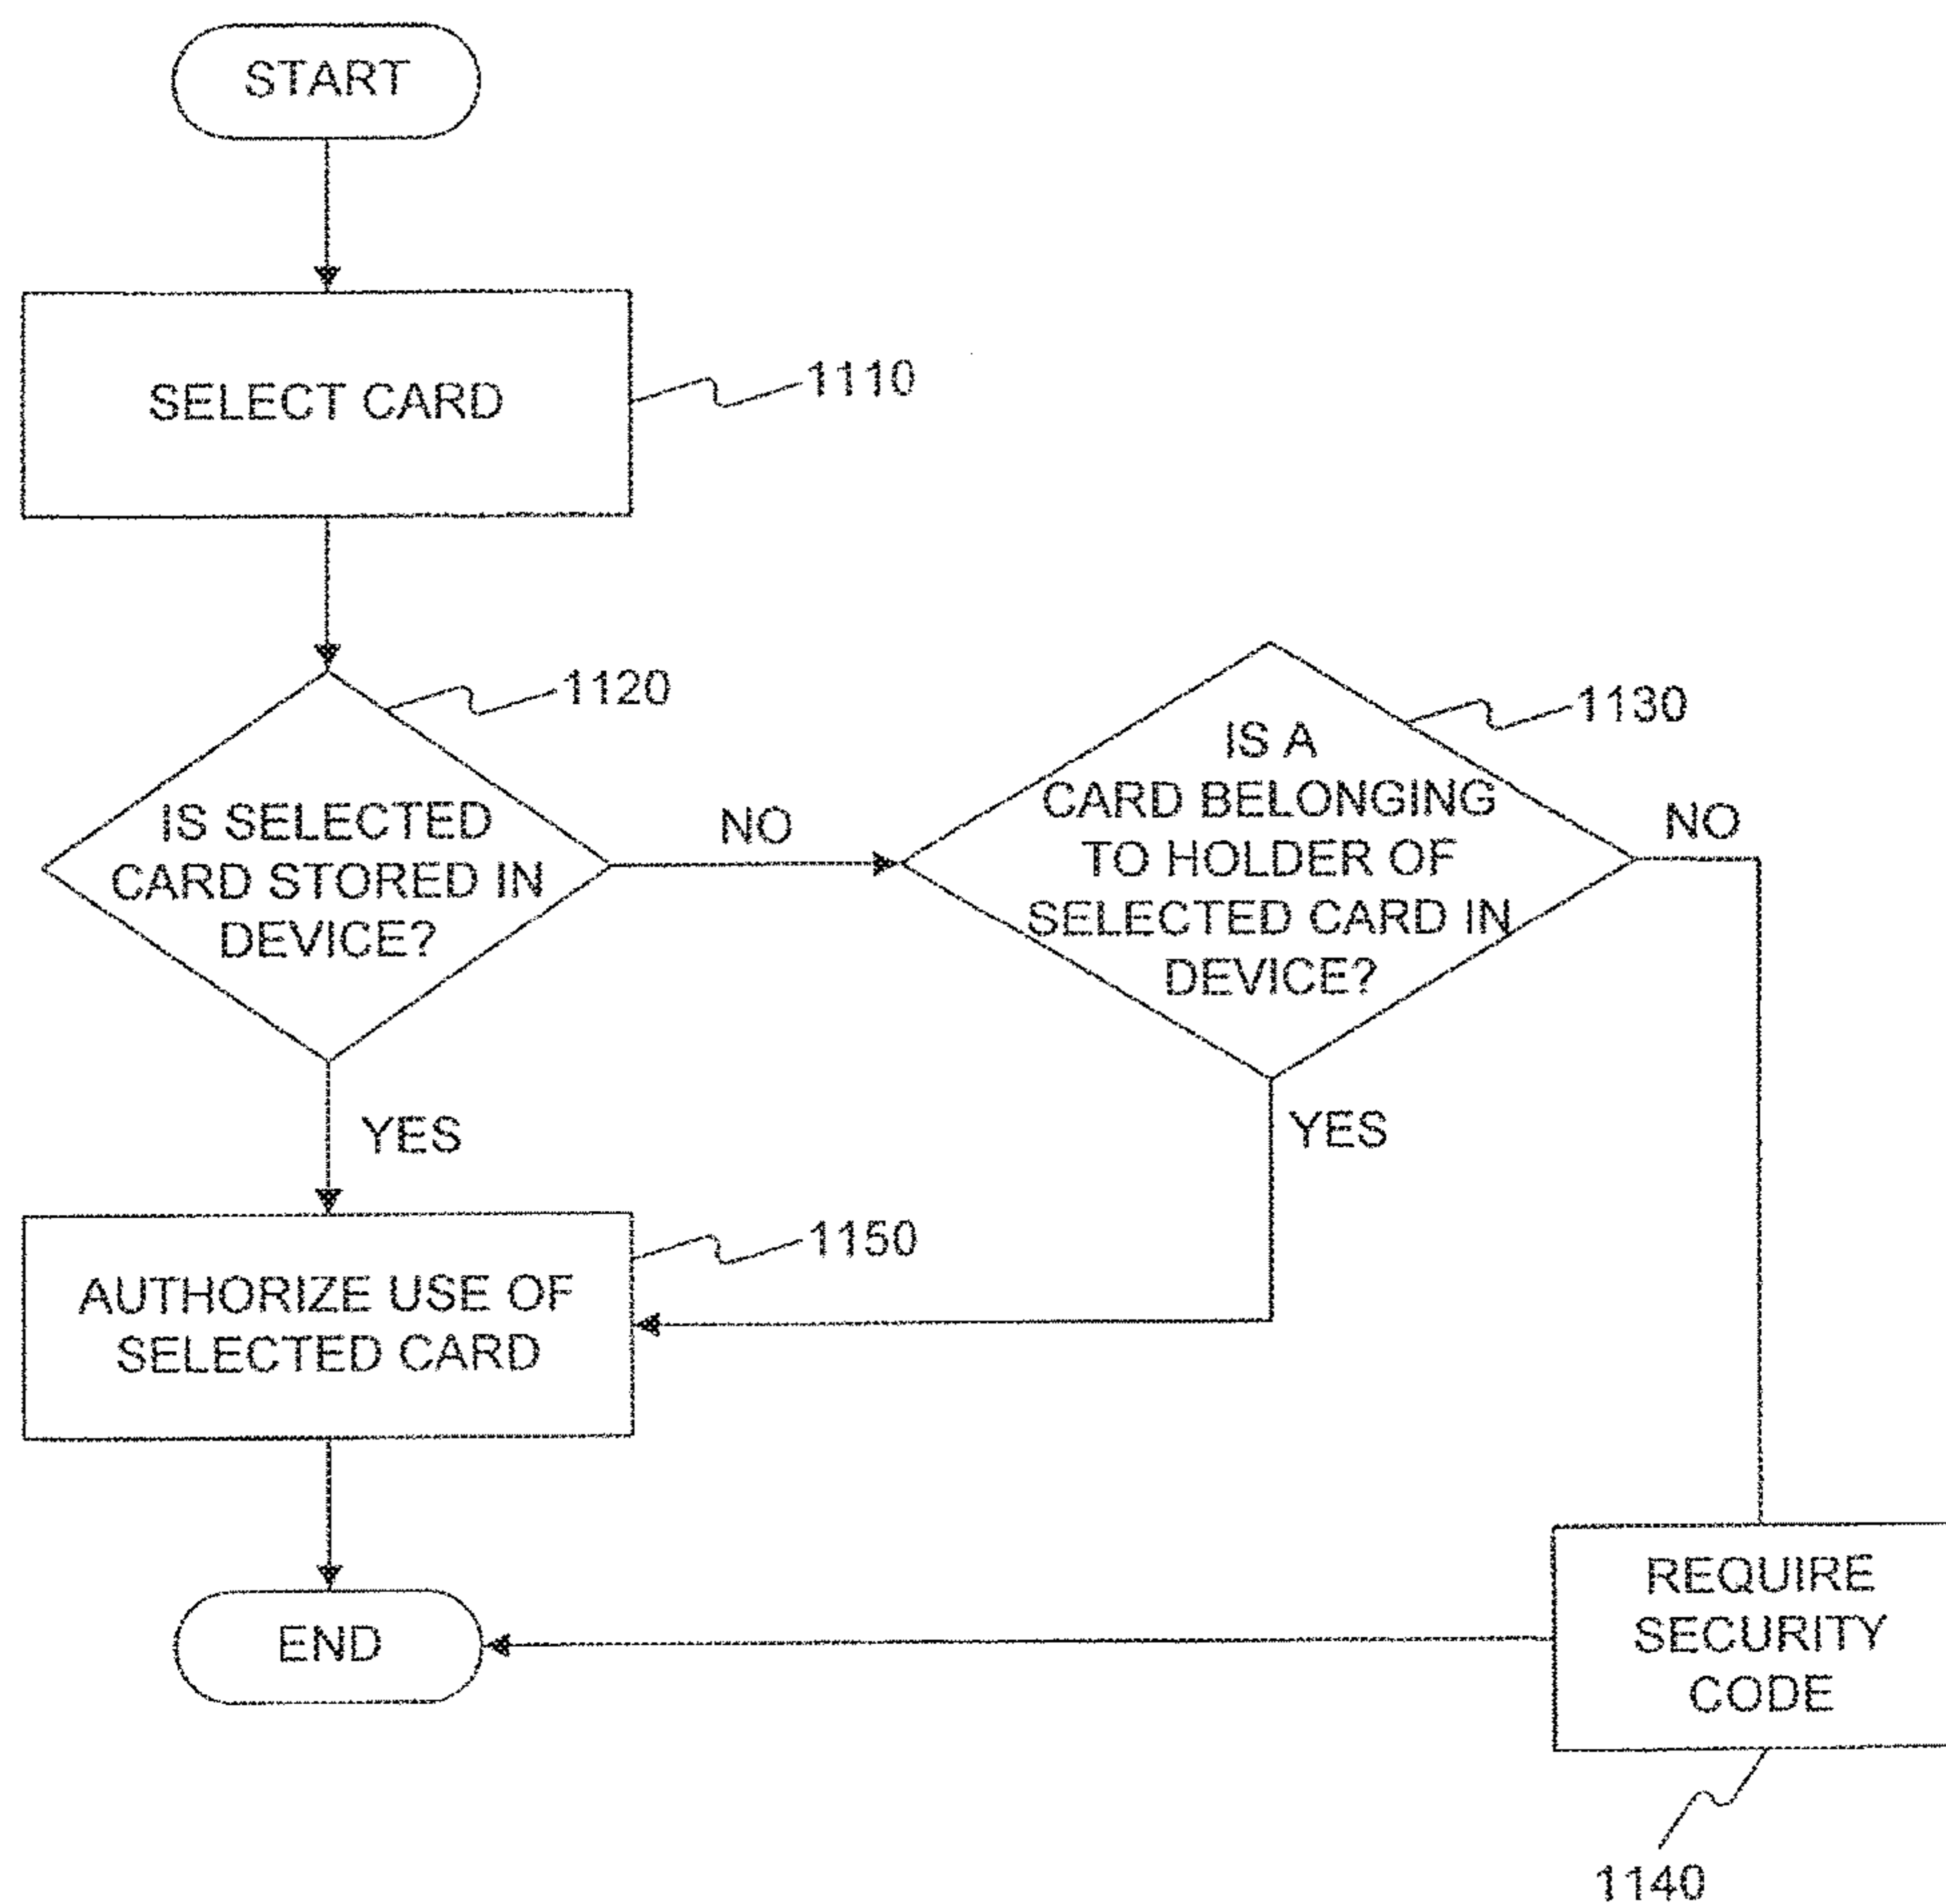 START
SELECT CARD
1110
1120
IS SELECTED
CARD STORED IN
DEVICE?
NO
1130
IS A
CARD BELONGING
TO HOLDER OF
SELECTED CARD IN
DEVICE?
NO
YES
YES
1150
AUTHORIZE USE OF
SELECTED CARD
END
REQUIRE
SECURITY
CODE
1140